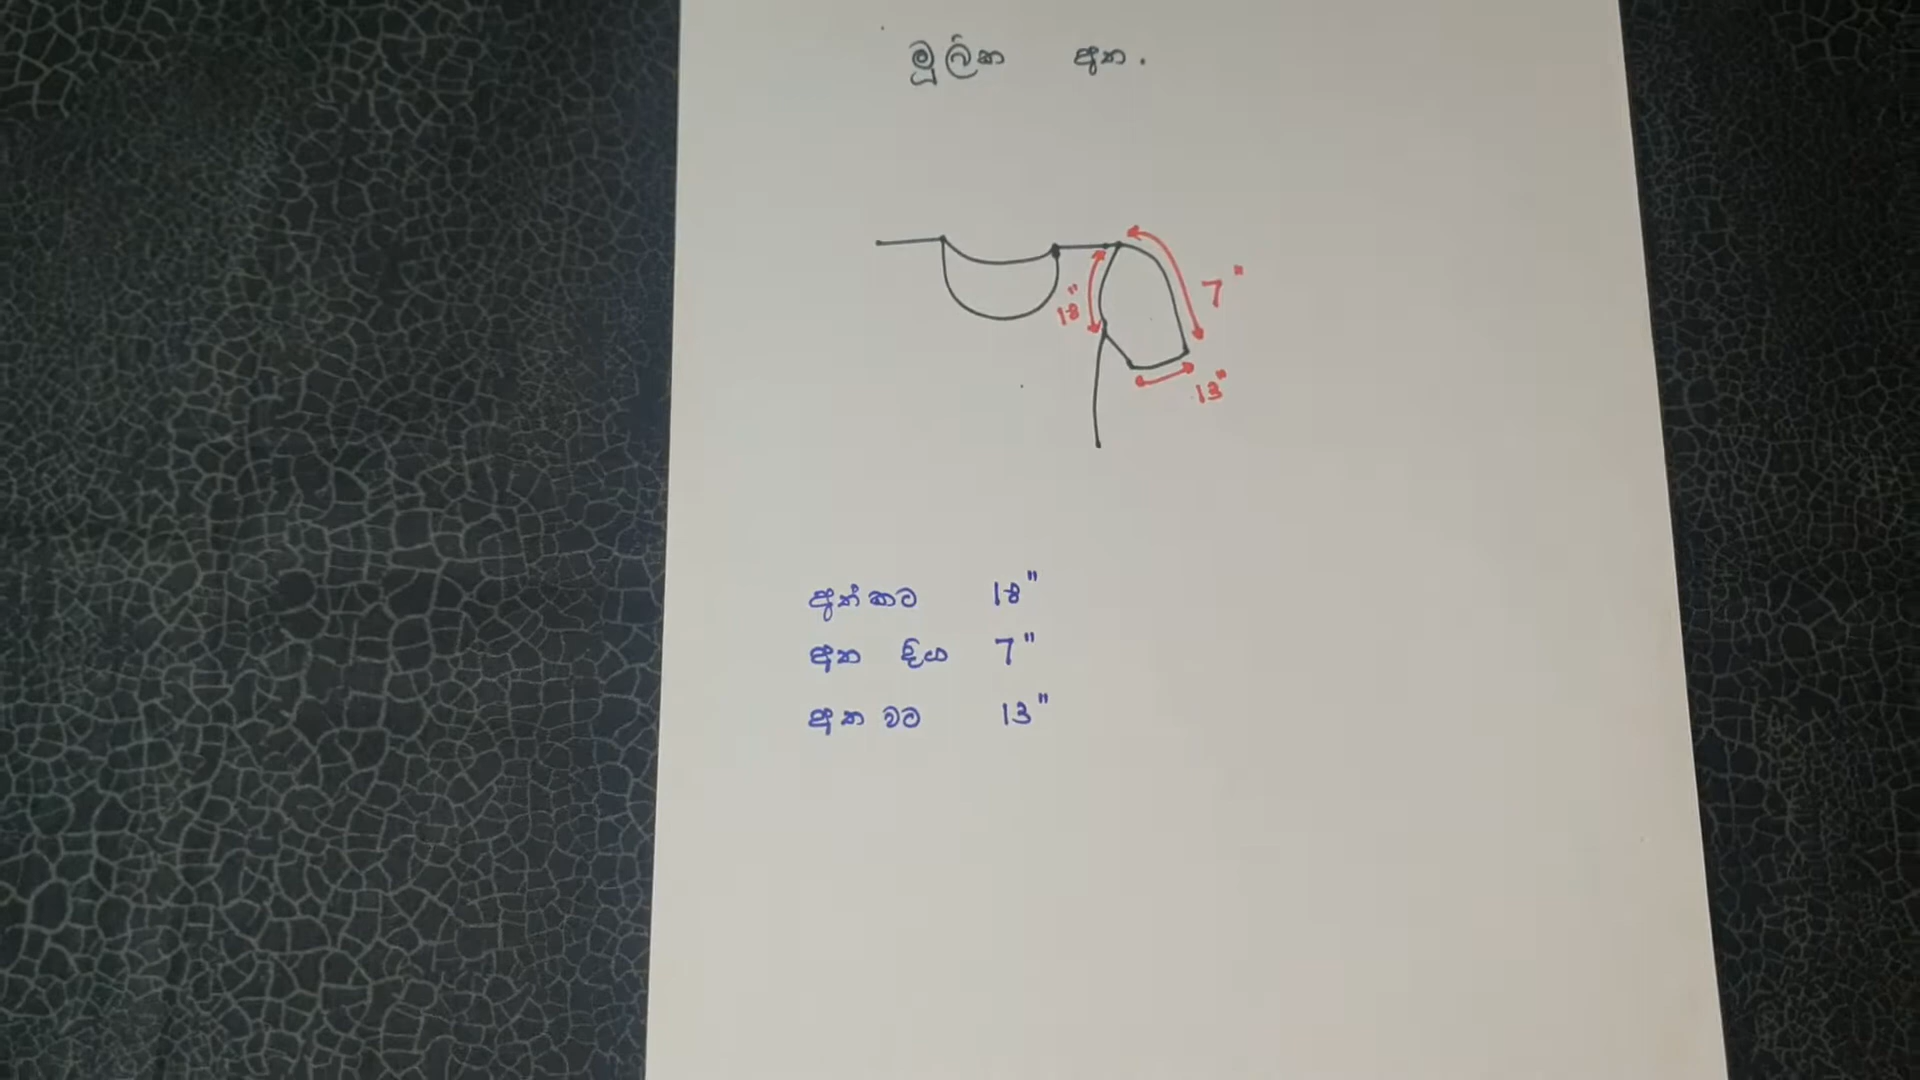 මූලික අත.
18"
7"
13"
අත්කට 18"
අත දිග 7"
අත වට 13"